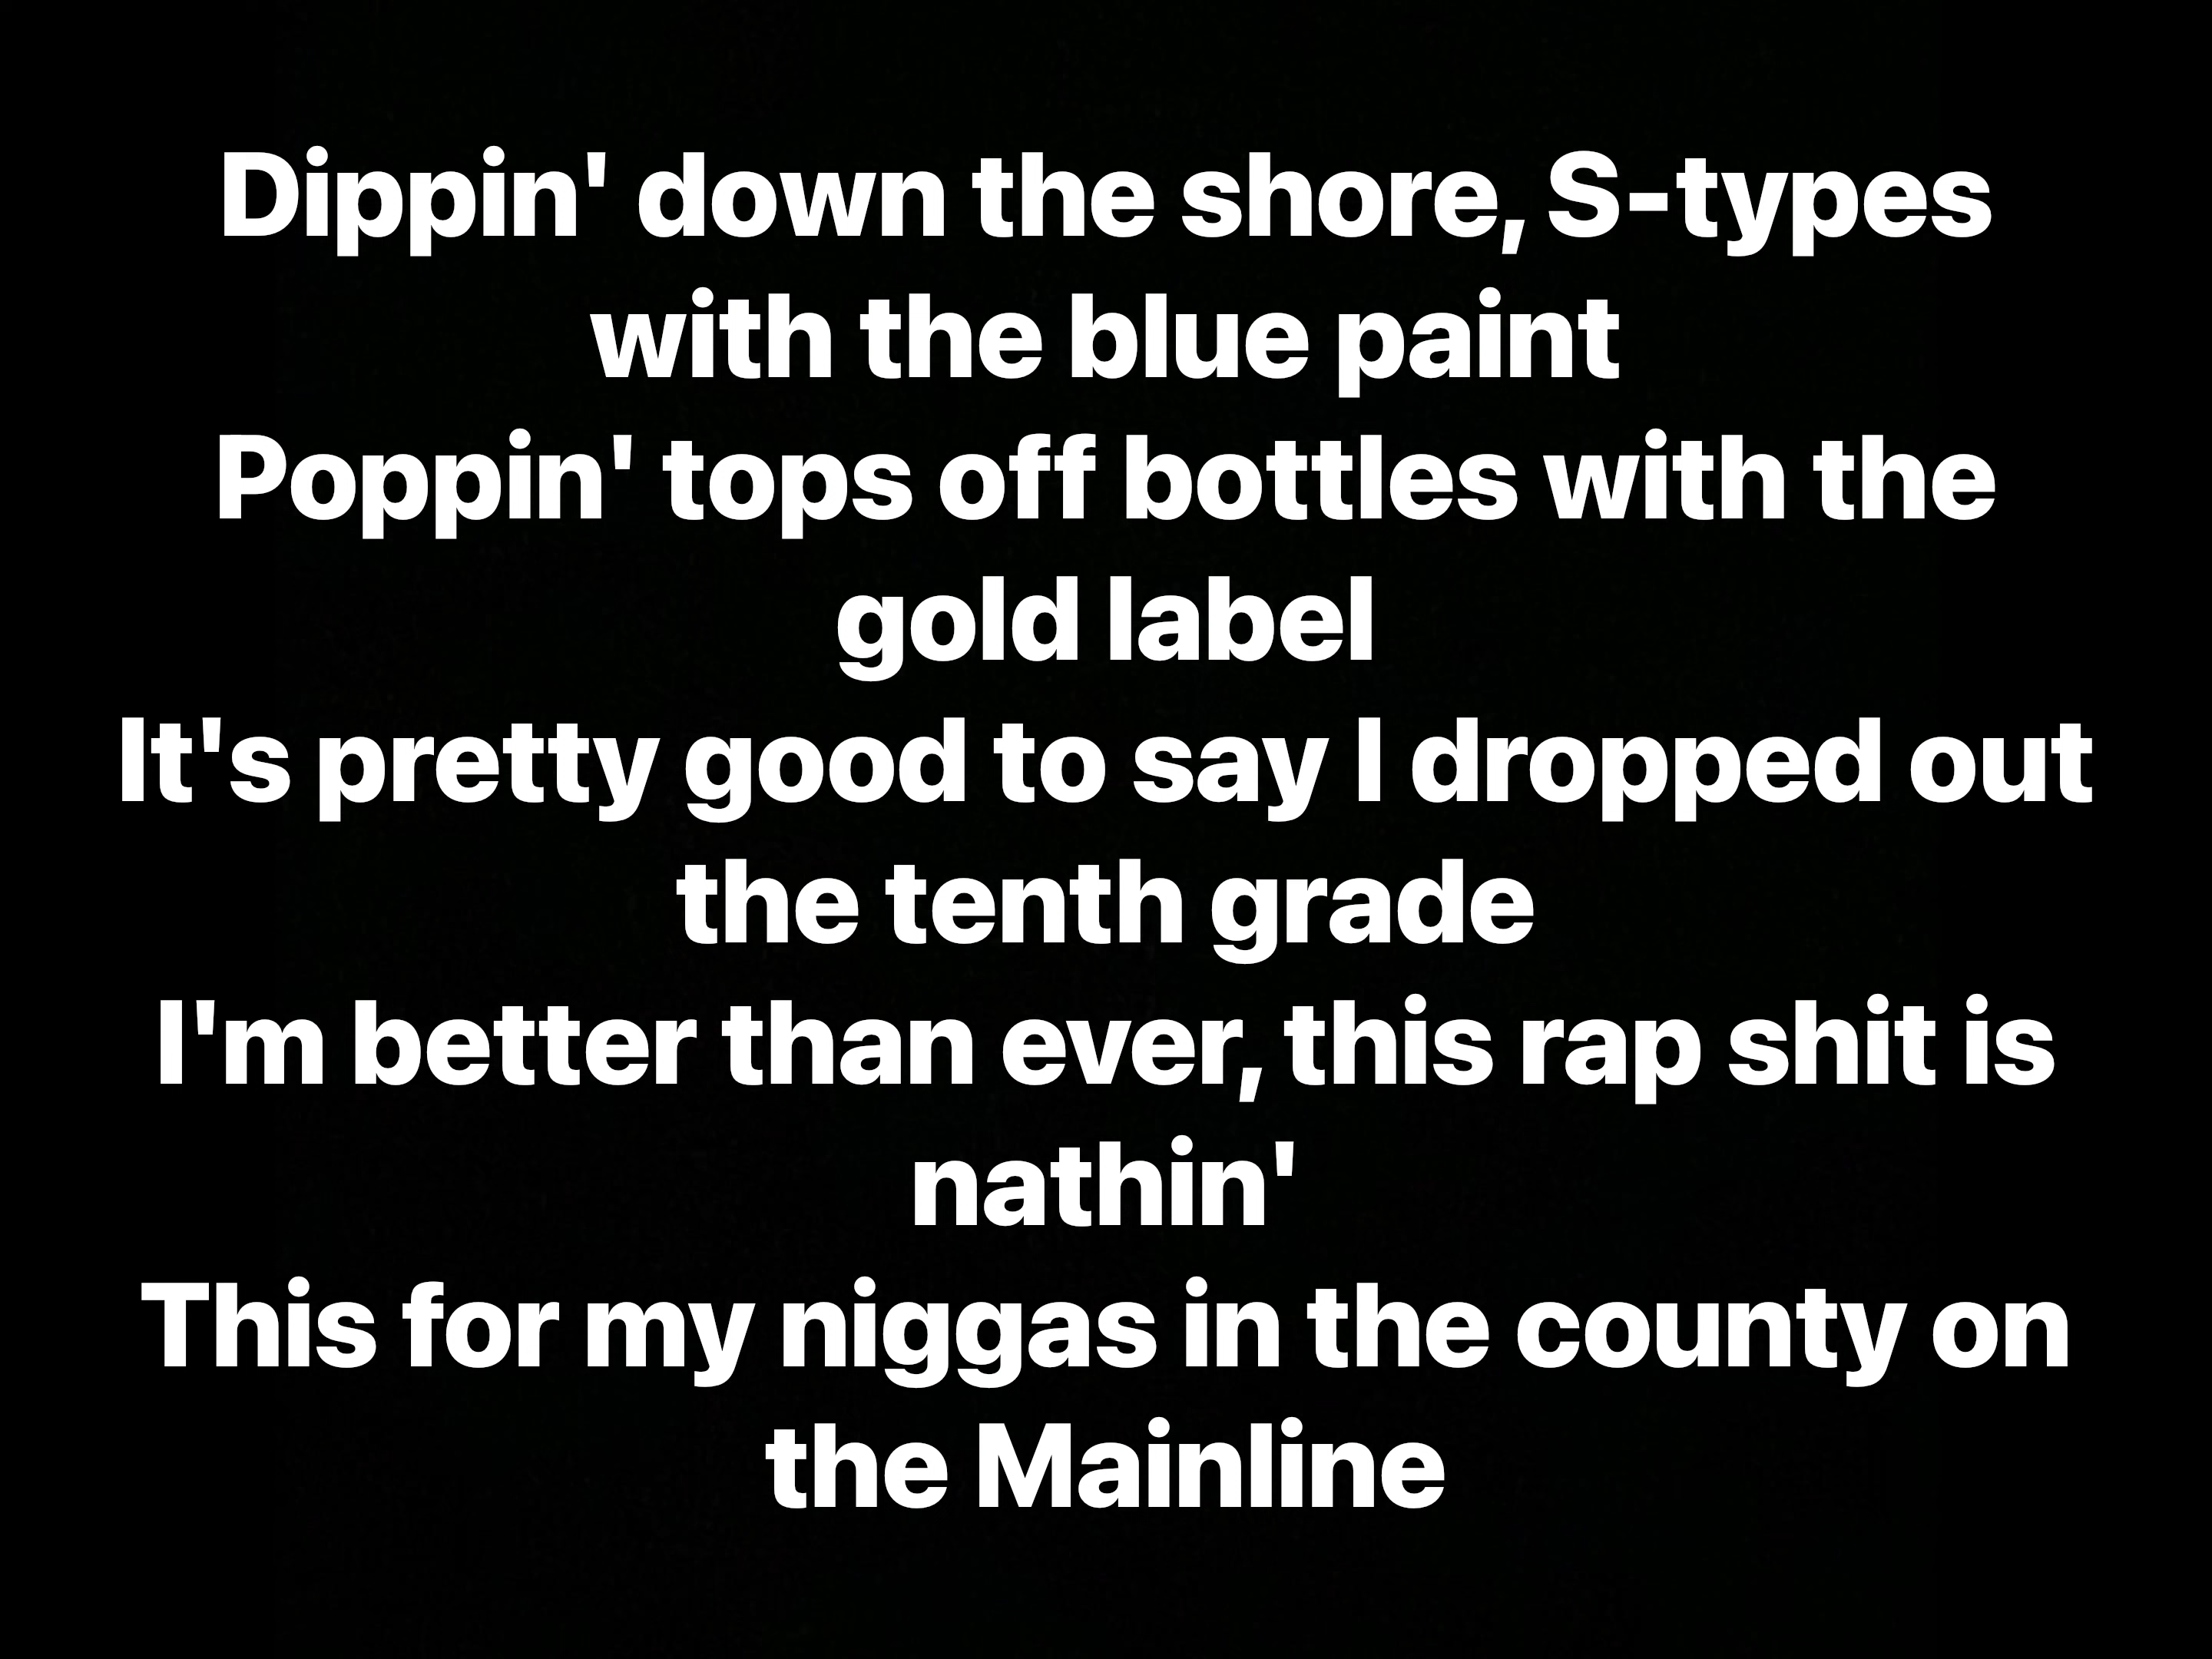 Dippin' down the shore, S-types
with the blue paint
Poppin' tops off bottles with the
gold label
It's pretty good to say I dropped out
the tenth grade
I'm better than ever, this rap shit is
nathin'
This for my niggas in the county on
the Mainline